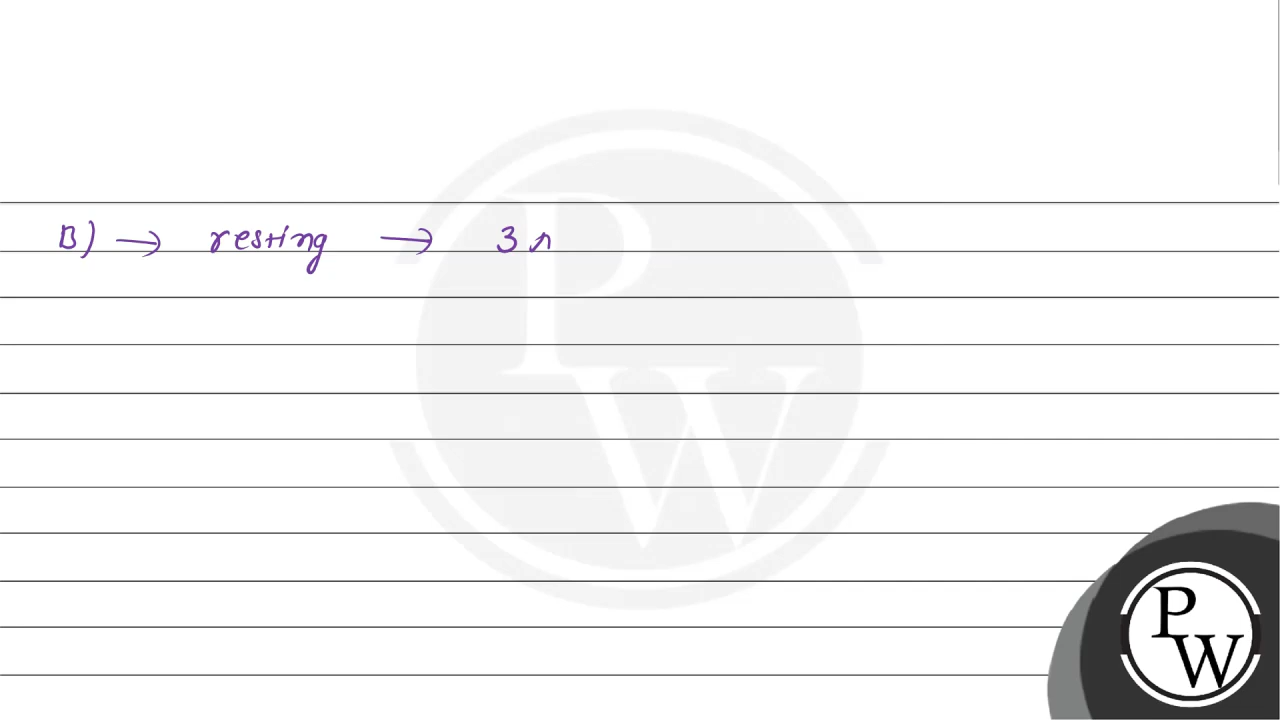 B) → resting → 3
P
W
P
W